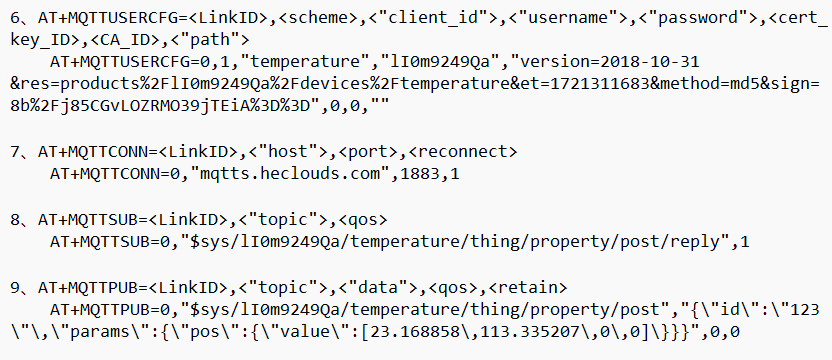 6、AT+MQTTUSERCFG=<LinkID>,<scheme>,<"client_id">,<"username">,<"password">,<cert_
key_ID>,<CA_ID>,<"path">
AT+MQTTUSERCFG=0,1,"temperature","lI0m9249Qa","version=2018-10-31
&res=products%2FlI0m9249Qa%2Fdevices%2Ftemperature&et=1721311683&method=md5&sign=
8b%2Fj85CGvLOZRMO39jTEiA%3D%3D",0,0,""
7、AT+MQTTCONN=<LinkID>,<"host">,<port>,<reconnect>
AT+MQTTCONN=0,"mqtts.heclouds.com",1883,1
8、AT+MQTTSUB=<LinkID>,<"topic">,<qos>
AT+MQTTSUB=0,"$sys/lI0m9249Qa/temperature/thing/property/post/reply",1
9、AT+MQTTPUB=<LinkID>,<"topic">,<"data">,<qos>,<retain>
AT+MQTTPUB=0,"$sys/lI0m9249Qa/temperature/thing/property/post","{\"id\":\"123
\"\,\"params\":{\"pos\":{\"value\":[23.168858\,113.335207\,0\,0]\}}}",0,0